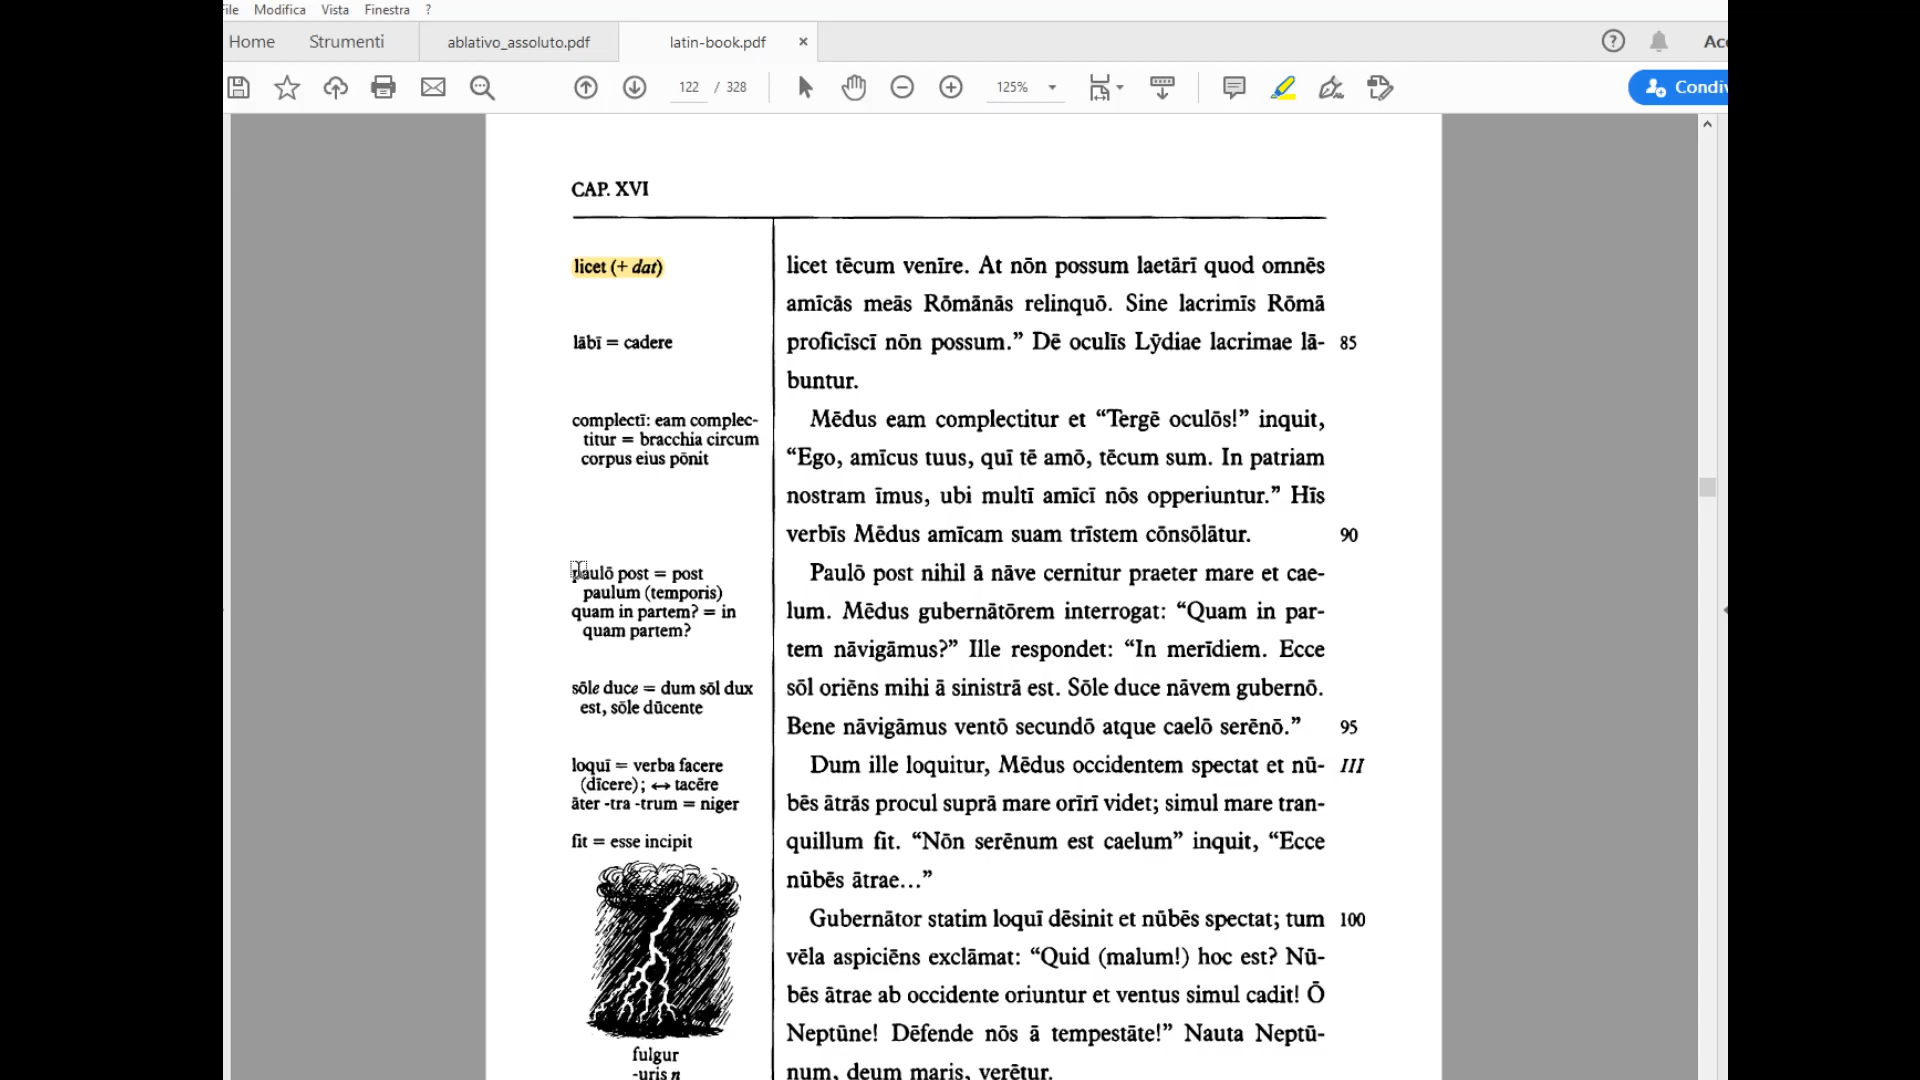 File Modifica Vista Finestra ?
Home Strumenti ablativo_assoluto.pdf latin-book.pdf ×
122 / 328 125%
CAP. XVI
licet (+ dat)
lābī = cadere
complectī: eam complec-
titur = bracchia circum
corpus eius pōnit
paulō post = post
paulum (temporis)
quam in partem? = in
quam partem?
sōle duce = dum sōl dux
est, sōle dūcente
loquī = verba facere
(dīcere); ↔ tacēre
āter -tra -trum = niger
fit = esse incipit
fulgur
-uris n
licet tēcum venīre. At nōn possum laetārī quod omnēs
amīcās meās Rōmānās relinquō. Sine lacrimīs Rōmā
proficīscī nōn possum.” Dē oculīs Lȳdiae lacrimae lā- 85
buntur.
Mēdus eam complectitur et “Tergē oculōs!” inquit,
“Ego, amīcus tuus, quī tē amō, tēcum sum. In patriam
nostram īmus, ubi multī amīcī nōs opperiuntur.” Hīs
verbīs Mēdus amīcam suam trīstem cōnsōlātur. 90
Paulō post nihil ā nāve cernitur praeter mare et cae-
lum. Mēdus gubernātōrem interrogat: “Quam in par-
tem nāvigāmus?” Ille respondet: “In merīdiem. Ecce
sōl oriēns mihi ā sinistrā est. Sōle duce nāvem gubernō.
Bene nāvigāmus ventō secundō atque caelō serēnō.” 95
Dum ille loquitur, Mēdus occidentem spectat et nū- III
bēs ātrās procul suprā mare orīrī videt; simul mare tran-
quillum fit. “Nōn serēnum est caelum” inquit, “Ecce
nūbēs ātrae...”
Gubernātor statim loquī dēsinit et nūbēs spectat; tum 100
vēla aspiciēns exclāmat: “Quid (malum!) hoc est? Nū-
bēs ātrae ab occidente oriuntur et ventus simul cadit! Ō
Neptūne! Dēfende nōs ā tempestāte!” Nauta Neptū-
num, deum maris, verētur.